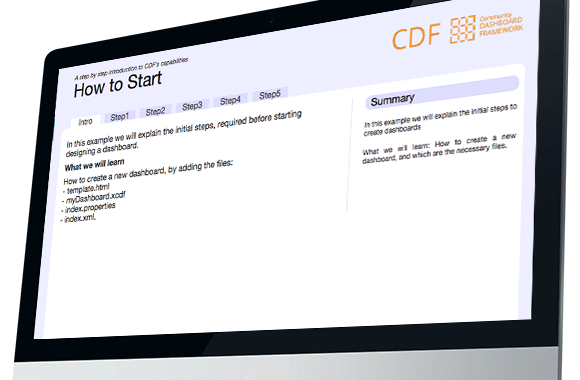 A step by step introduction to CDF's capabilities
How to Start
CDF Community
DASHBOARD
FRAMEWORK
Intro Step1 Step2 Step3 Step4 Step5
In this example we will explain the initial steps, required before starting
designing a dashboard.
What we will learn
How to create a new dashboard, by adding the files:
- template.html
- myDashboard.xcdf
- index.properties
- index.xml.
Summary
In this example we will explain the initial steps to
create dashboards
What we will learn: How to create a new
dashboard, and which are the necessary files.